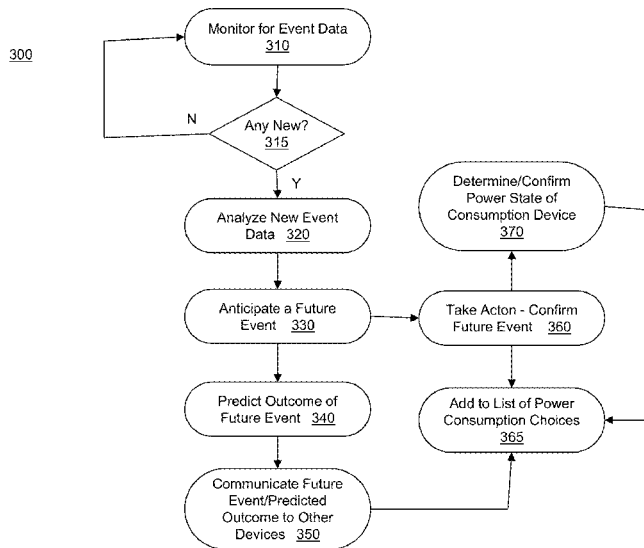 300
Monitor for Event Data
310
N
Any New?
315
Y
Analyze New Event
Data 320
Anticipate a Future
Event 330
Predict Outcome of
Future Event 340
Communicate Future
Event/Predicted
Outcome to Other
Devices 350
Determine/Confirm
Power State of
Consumption Device
370
Take Acton - Confirm
Future Event 360
Add to List of Power
Consumption Choices
365